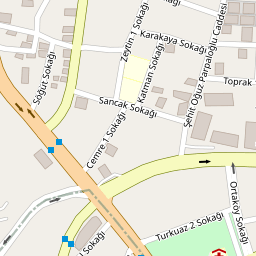 Zeytin 1 Sokağı
Karakaya Sokağı
Şehit Oğuz Parpaloğlu Caddesi
Söğüt Sokağı
Katman Sokağı
Toprak
Sancak Sokağı
Cemre 1 Sokağı
Ortaköy Sokağı
Turkuaz 2 Sokağı
Sokağı